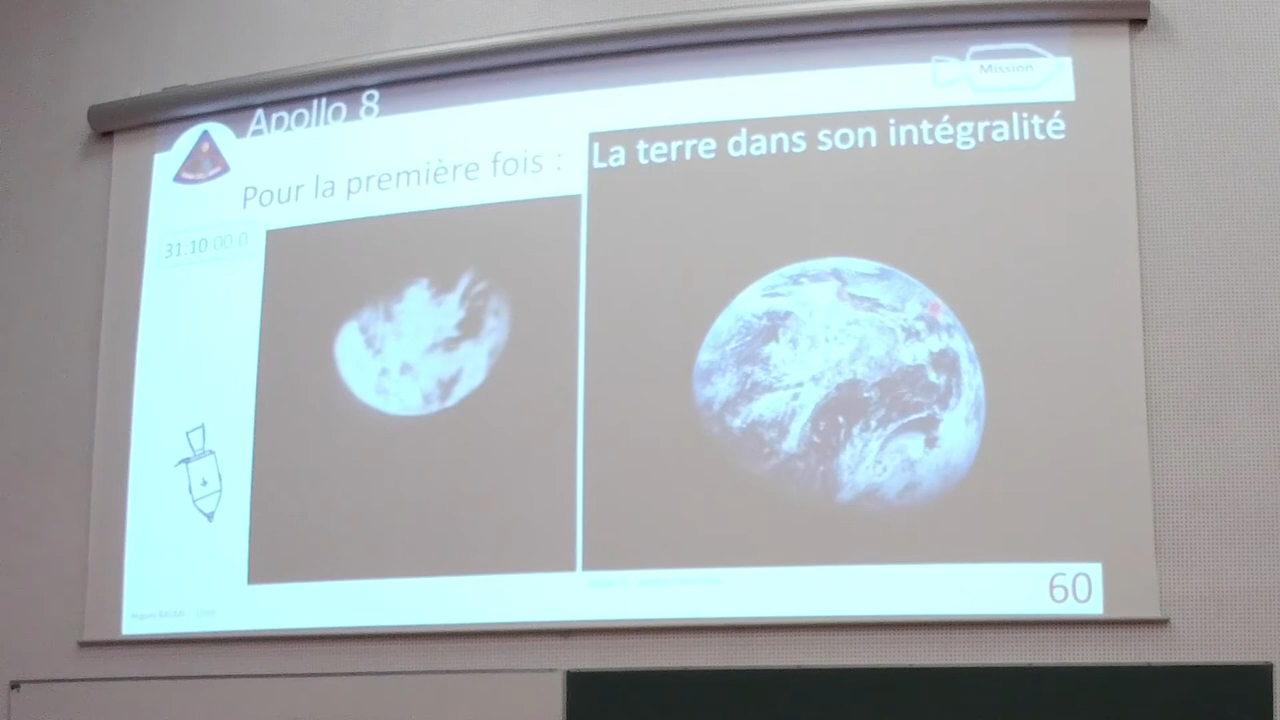 Apollo 8
Mission
Pour la première fois :
La terre dans son intégralité
31:10:00:0
60